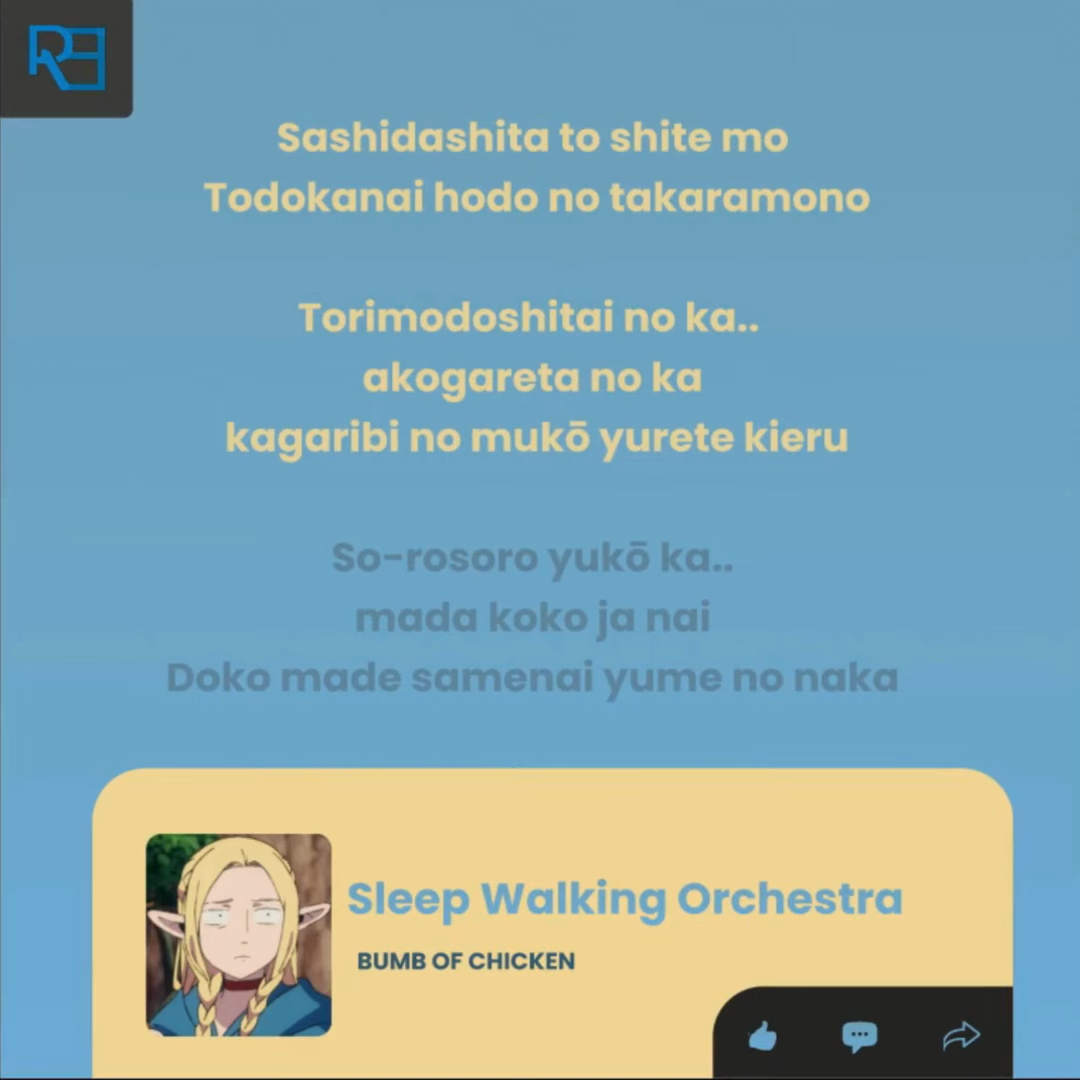 RE
Sashidashita to shite mo
Todokanai hodo no takaramono
Torimodoshitai no ka..
akogareta no ka
kagaribi no mukō yurete kieru
So-rosoro yukō ka..
mada koko ja nai
Doko made samenai yume no naka
Sleep Walking Orchestra
BUMB OF CHICKEN